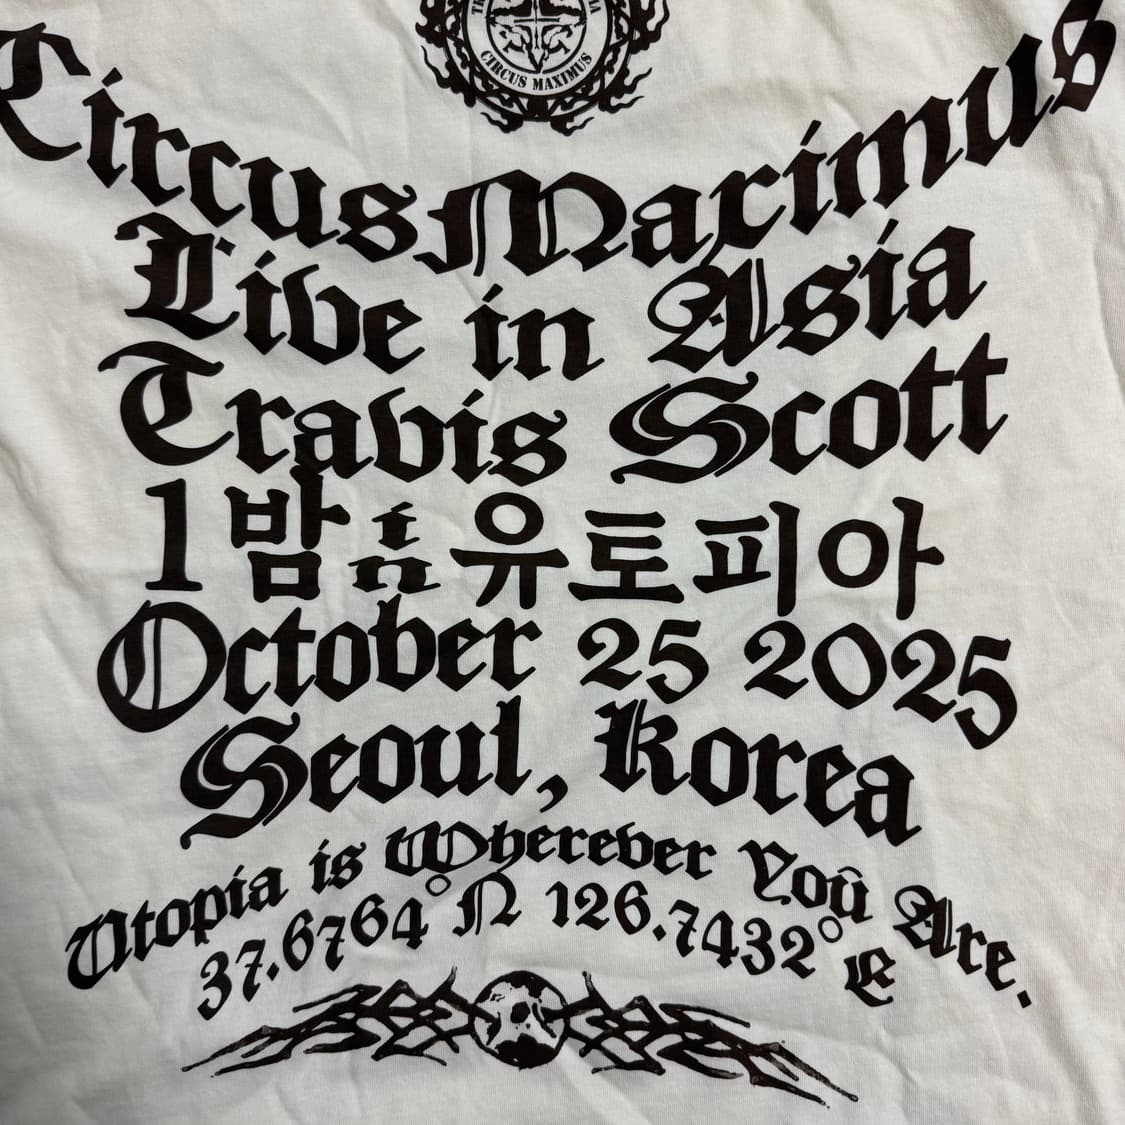 CIRCUS MAXIMUS
Circus Maximus
Live in Asia
Travis Scott
1 밤 in 유토피아
October 25 2025
Seoul, Korea
Utopia is Wherever You Are.
37.6764° N 126.7432° E